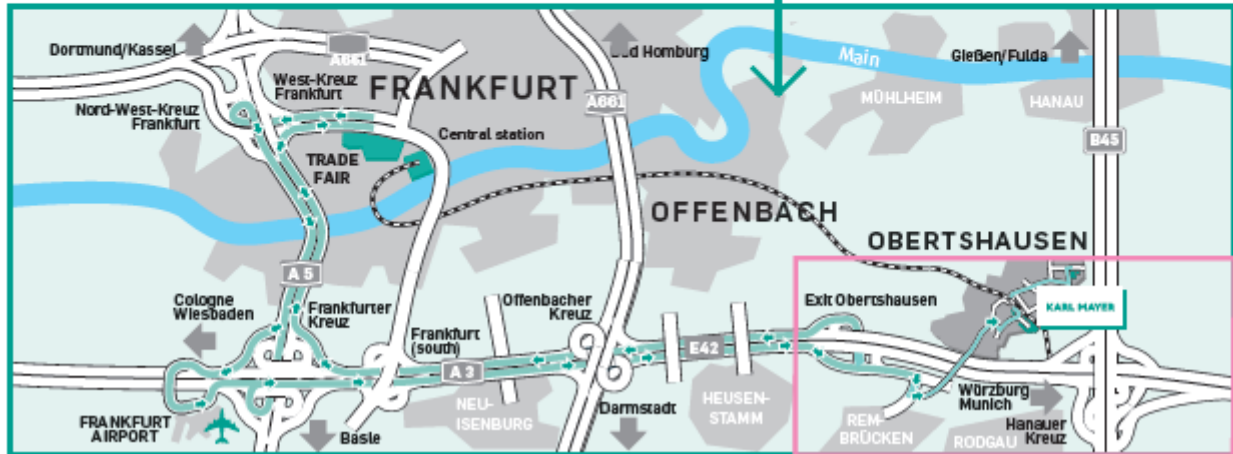 Dortmund/Kassel
A661
Bad Homburg
Main
Gießen/Fulda
West-Kreuz
Frankfurt
FRANKFURT
Nord-West-Kreuz
Frankfurt
A661
MÜHLHEIM
HANAU
Central station
B45
TRADE
FAIR
OFFENBACH
OBERTSHAUSEN
A 5
Cologne
Wiesbaden
Frankfurter
Kreuz
Offenbacher
Kreuz
Exit Obertshausen
KARL MAYER
Frankfurt
(south)
E42
A 3
Würzburg
Munich
FRANKFURT
AIRPORT
Basle
NEU-
ISENBURG
Darmstadt
HEUSEN-
STAMM
REM-
BRÜCKEN
RODGAU
Hanauer
Kreuz